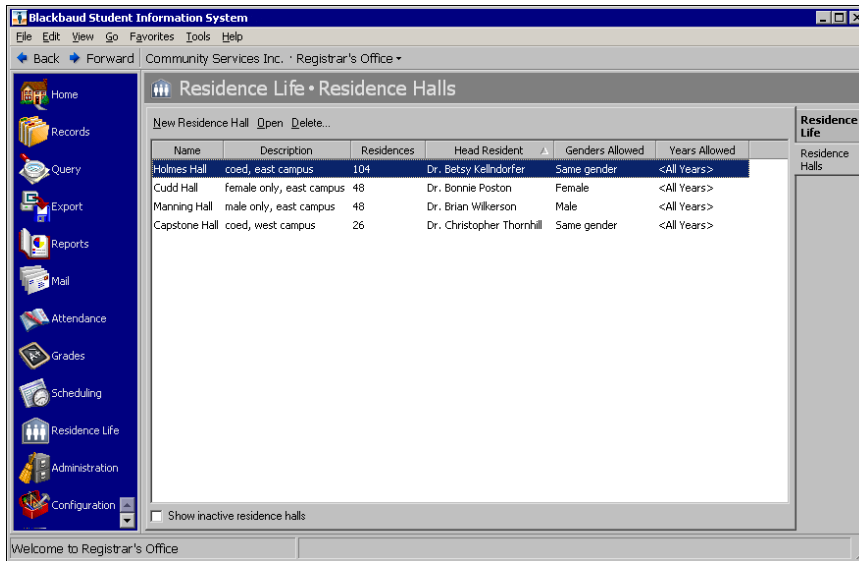 Blackbaud Student Information System
File Edit View Go Favorites Tools Help
Back Forward Community Services Inc. · Registrar's Office
Residence Life • Residence Halls
Home
Records
Query
Export
Reports
Mail
Attendance
Grades
Scheduling
Residence Life
Administration
Configuration
New Residence Hall Open Delete...
Name Description Residences Head Resident Genders Allowed Years Allowed
Holmes Hall coed, east campus 104 Dr. Betsy Kellndorfer Same gender <All Years>
Cudd Hall female only, east campus 48 Dr. Bonnie Poston Female <All Years>
Manning Hall male only, east campus 48 Dr. Brian Wilkerson Male <All Years>
Capstone Hall coed, west campus 26 Dr. Christopher Thornhill Same gender <All Years>
Show inactive residence halls
Residence
Life
Residence
Halls
Welcome to Registrar's Office